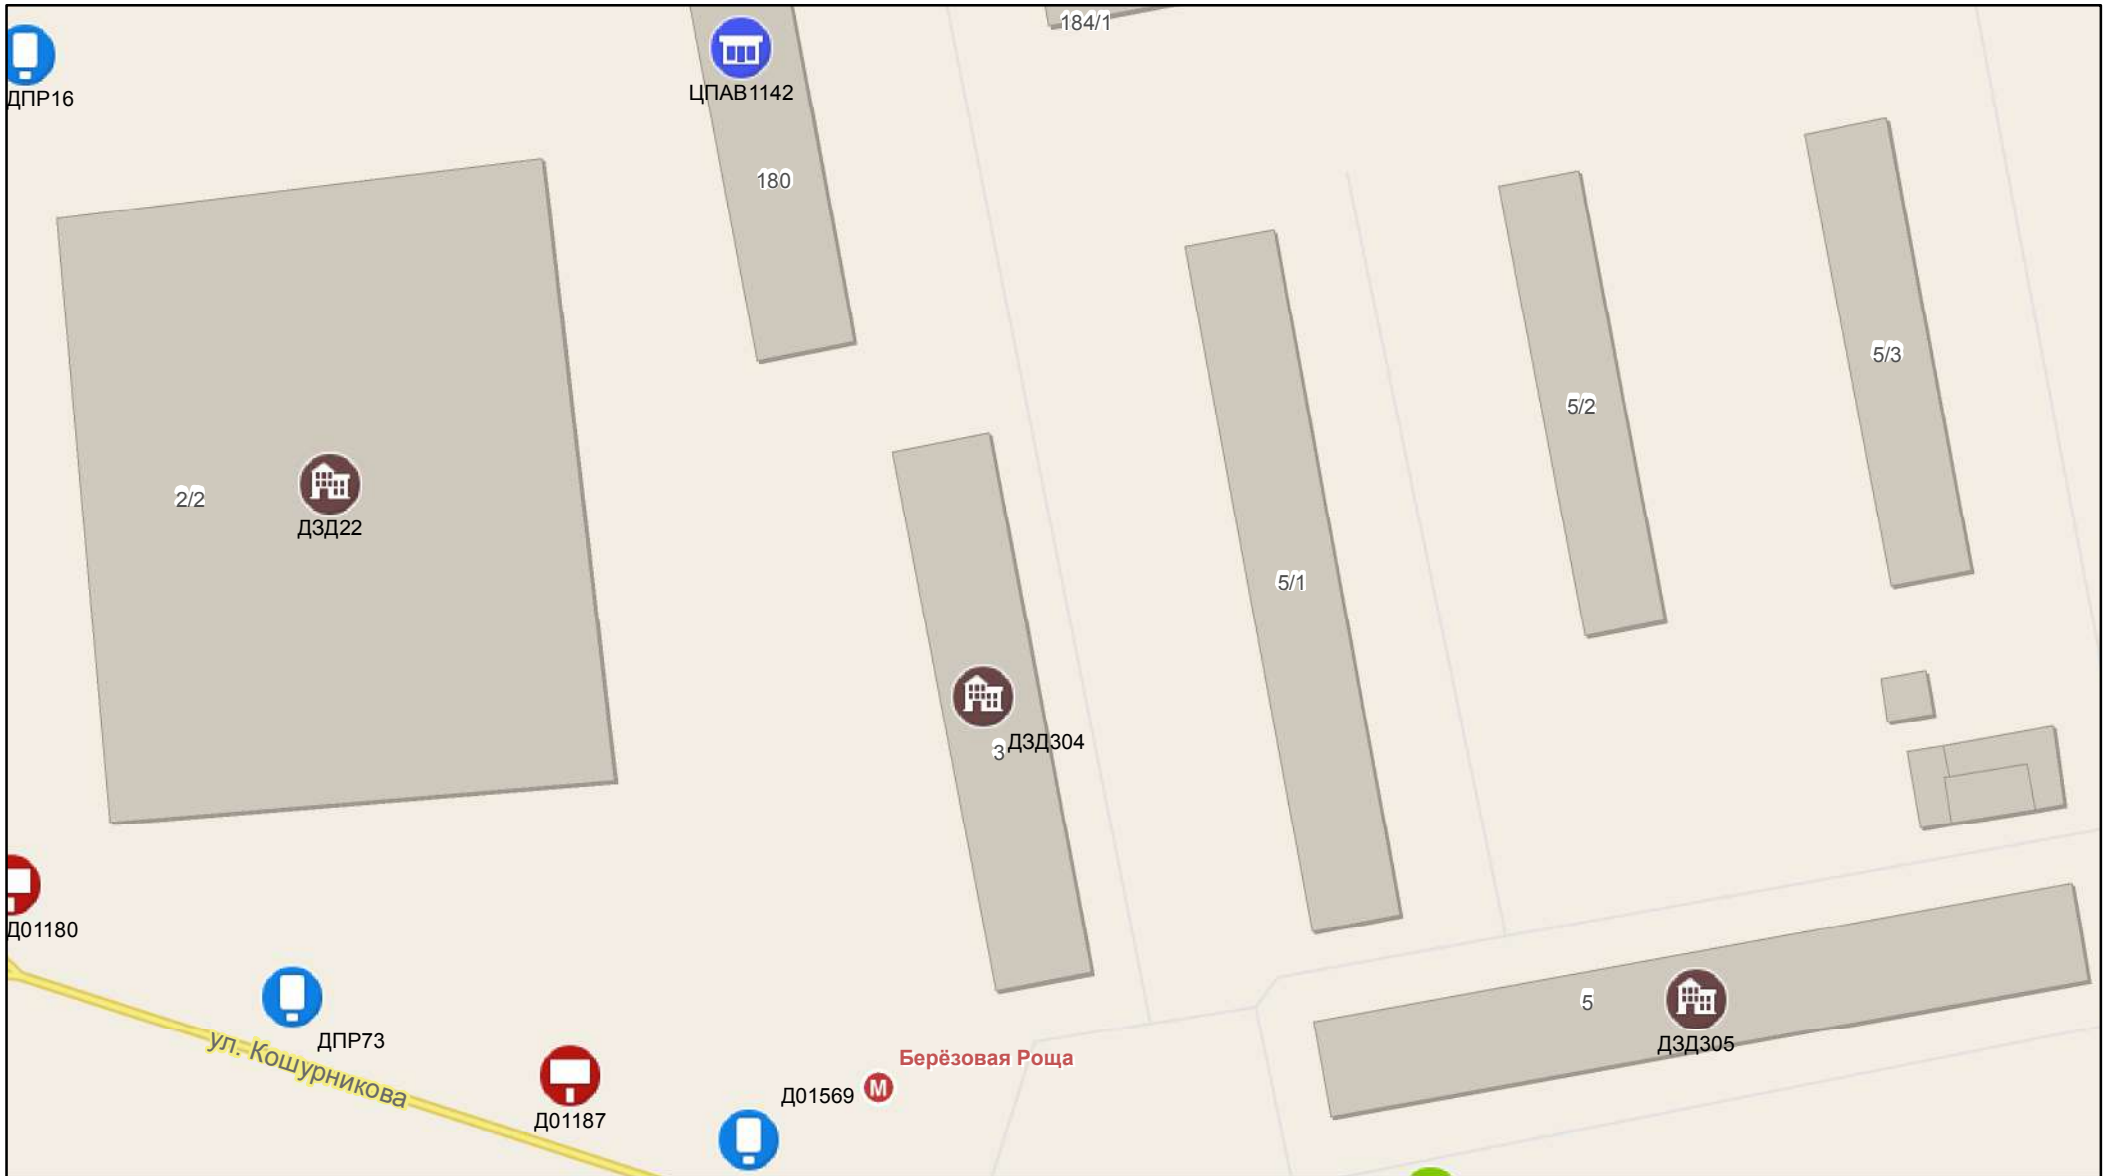 184/1
ДПР16
ЦПАВ1142
180
5/3
5/2
2/2
ДЗД22
5/1
ДЗД304
3
Д01180
5
ДПР73
ул. Кошурникова
ДЗД305
Берёзовая Роща
М
Д01569
Д01187